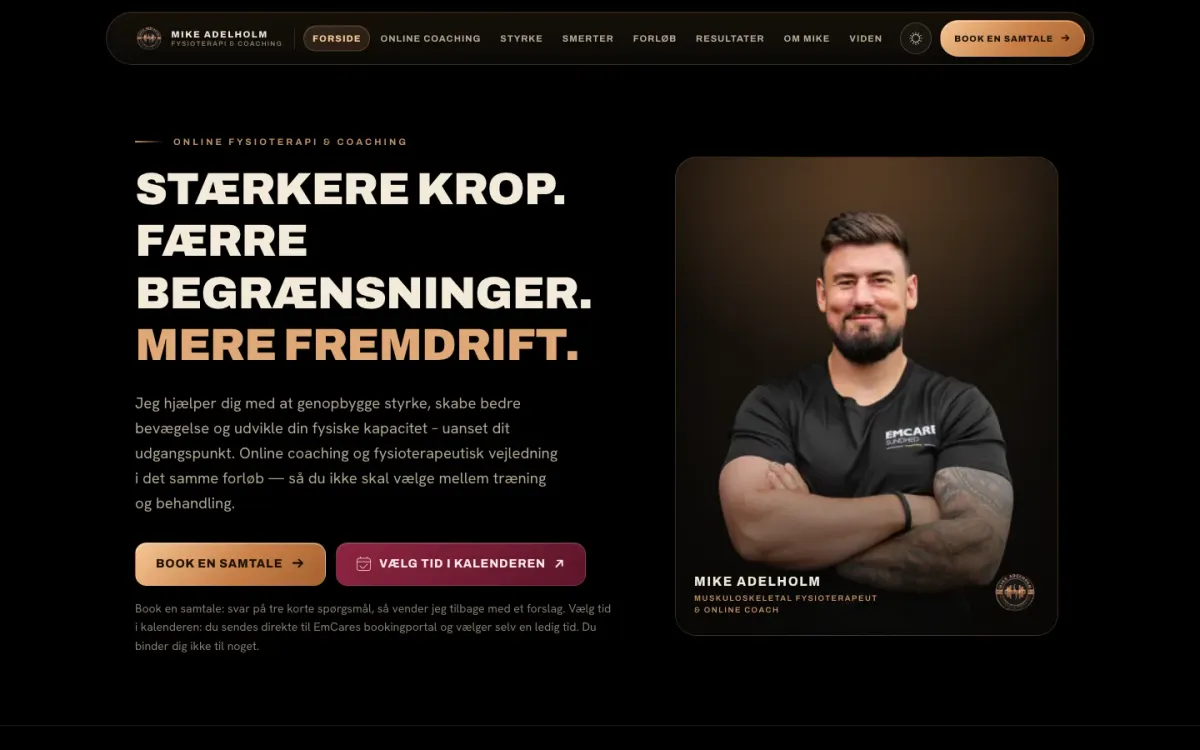 MIKE ADELHOLM
FYSIOTERAPI & COACHING
FORSIDE
ONLINE COACHING
STYRKE
SMERTER
FORLØB
RESULTATER
OM MIKE
VIDEN
BOOK EN SAMTALE →
ONLINE FYSIOTERAPI & COACHING
STÆRKERE KROP.
FÆRRE
BEGRÆNSNINGER.
MERE FREMDRIFT.
Jeg hjælper dig med at genopbygge styrke, skabe bedre
bevægelse og udvikle din fysiske kapacitet – uanset dit
udgangspunkt. Online coaching og fysioterapeutisk vejledning
i det samme forløb — så du ikke skal vælge mellem træning
og behandling.
BOOK EN SAMTALE →
VÆLG TID I KALENDEREN ↗
Book en samtale: svar på tre korte spørgsmål, så vender jeg tilbage med et forslag. Vælg tid
i kalenderen: du sendes direkte til EmCares bookingportal og vælger selv en ledig tid. Du
binder dig ikke til noget.
EMCARE
SUNDHED
MIKE ADELHOLM
MUSKULOSKELETAL FYSIOTERAPEUT
& ONLINE COACH